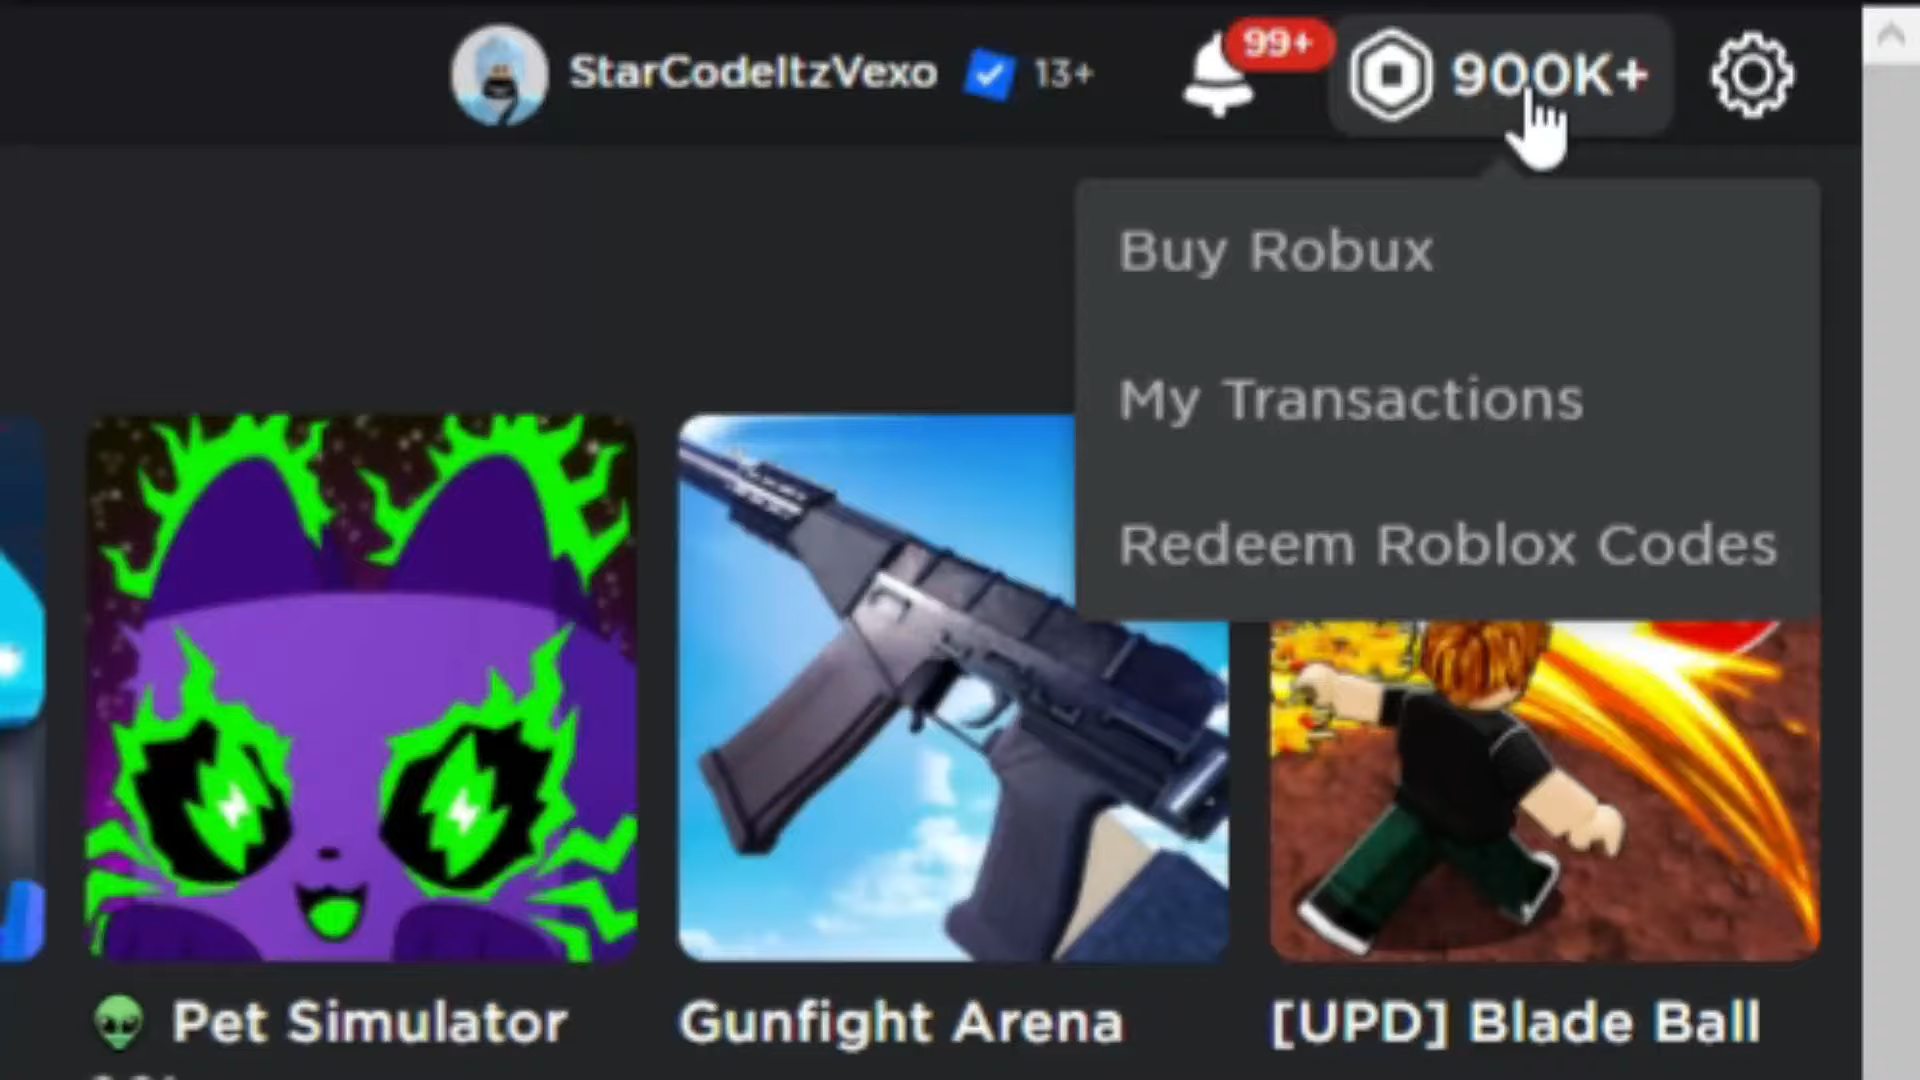 StarCodeItzVexo 13+ 99+ 900K+
Buy Robux
My Transactions
Redeem Roblox Codes
Pet Simulator
Gunfight Arena
[UPD] Blade Ball